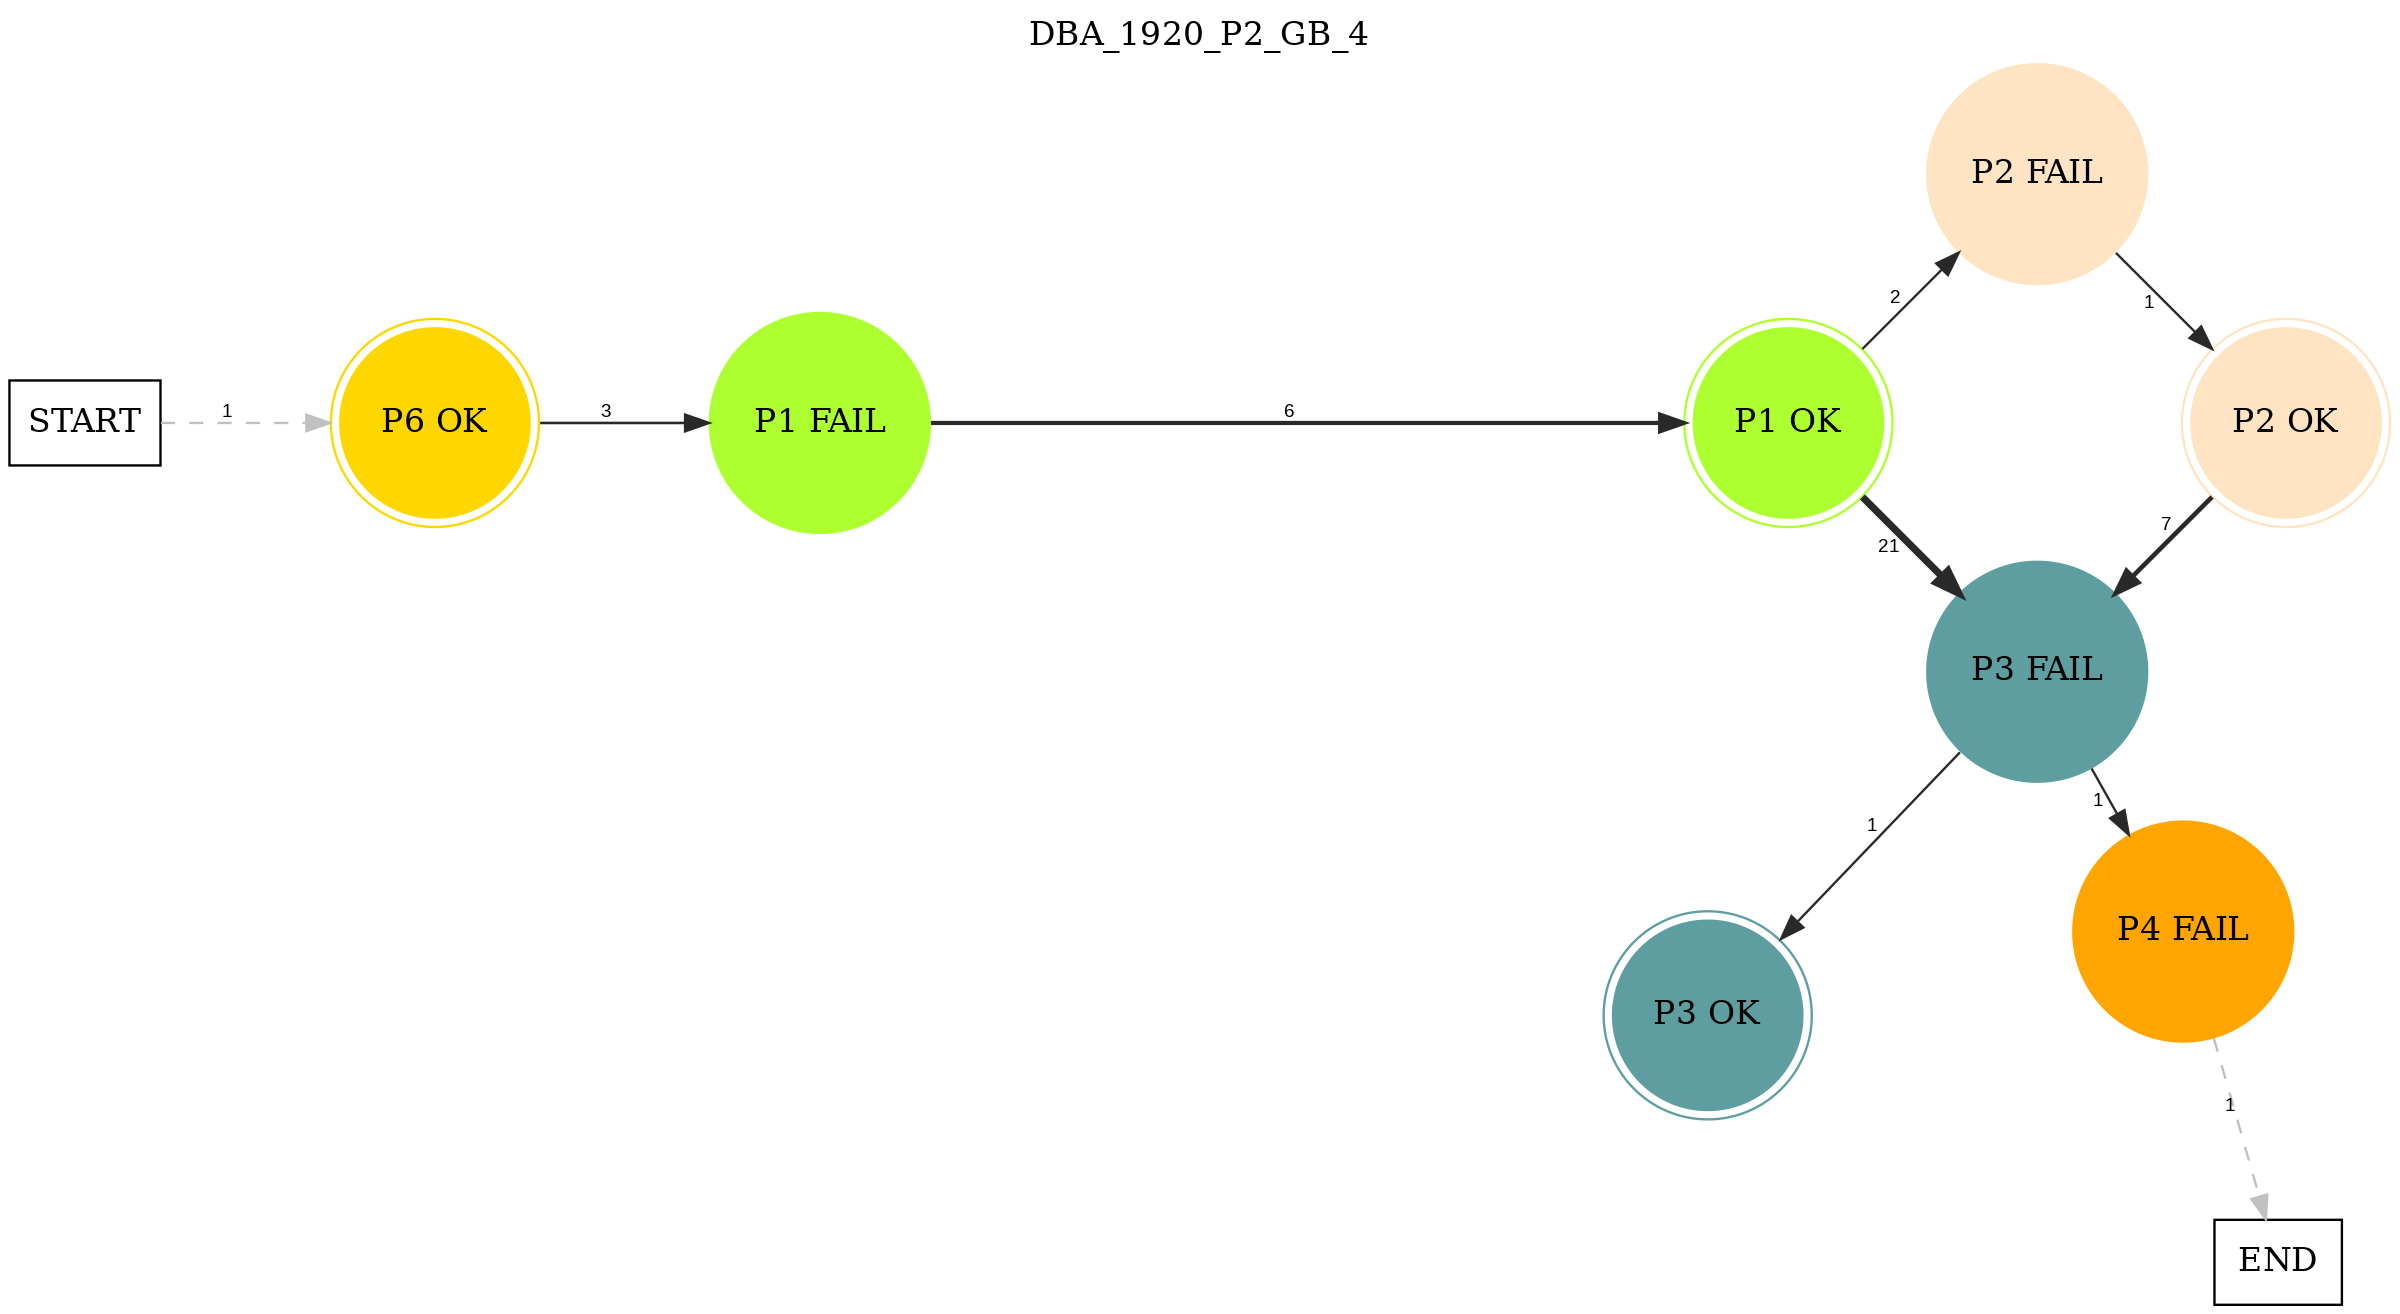 DBA_1920_P2_GB_4
P2 FAIL
2
1
START
1
P6 OK
3
P1 FAIL
6
P1 OK
P2 OK
21
7
P3 FAIL
1
1
P4 FAIL
P3 OK
1
END